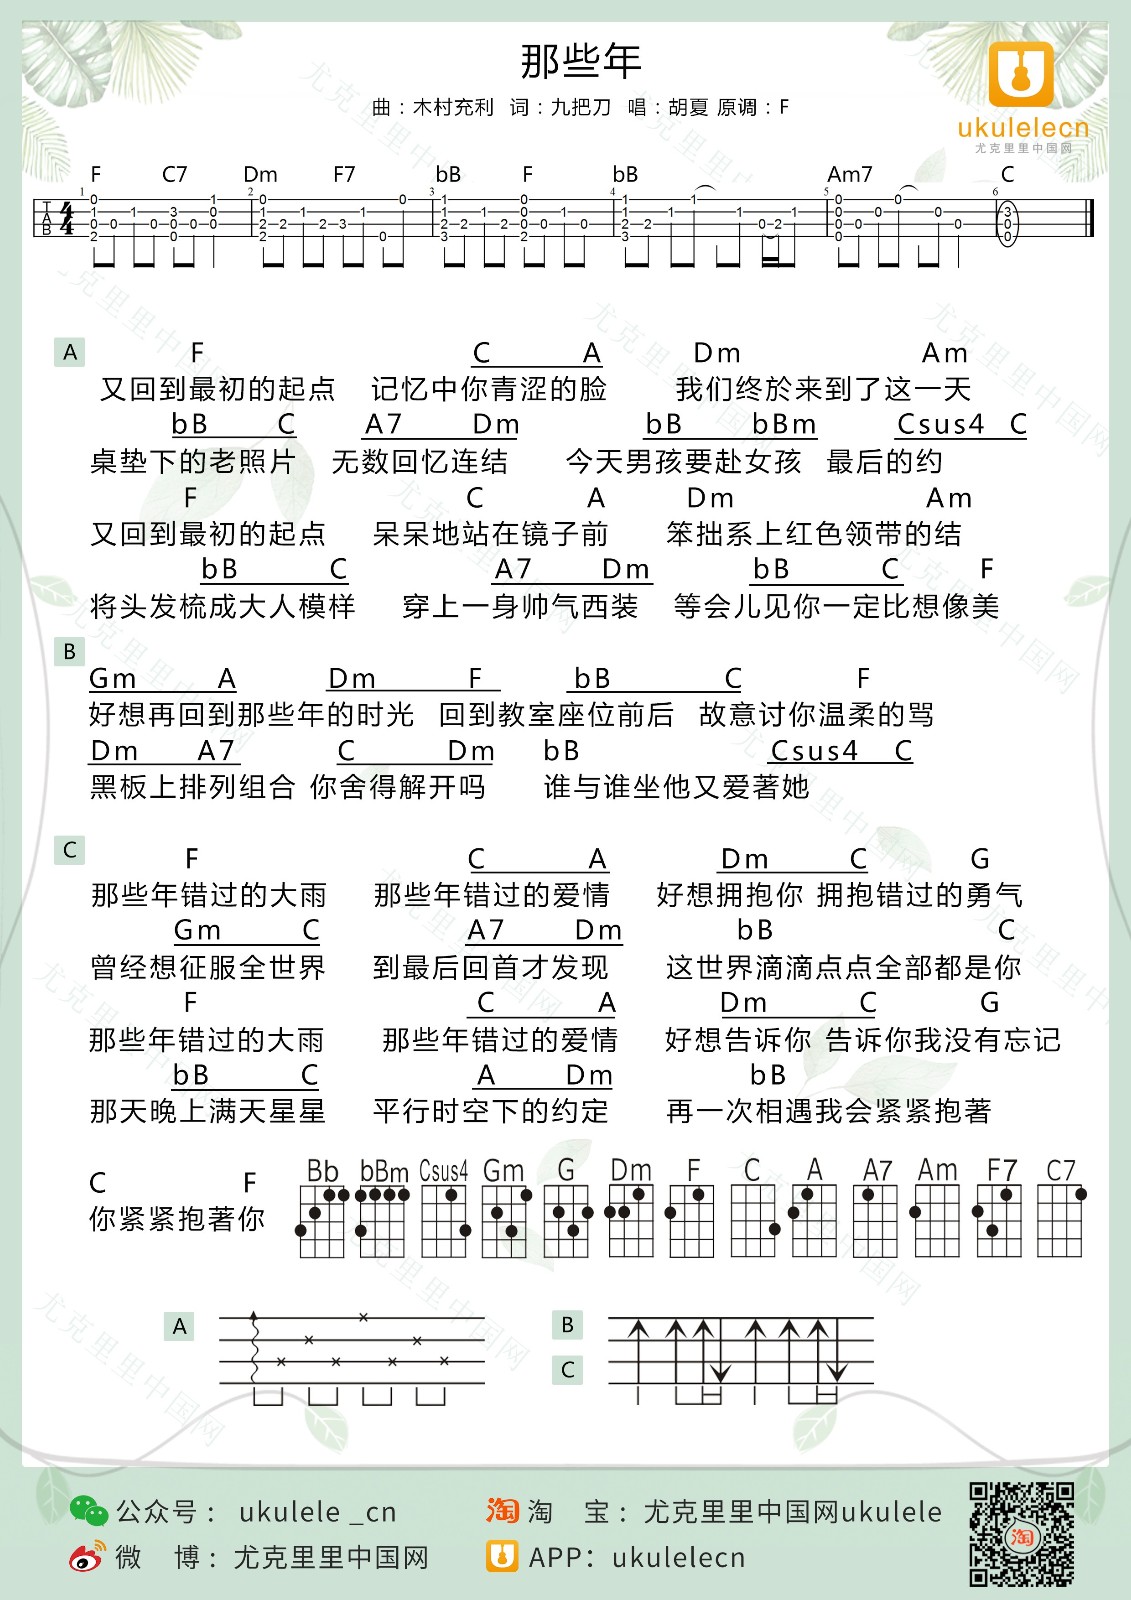 那些年
曲：木村充利 词：九把刀 唱：胡夏 原调：F
ukulelecn
尤克里里中国网
F C7 Dm F7 bB F bB Am7 C
1 2 3 4 5 6
TAB 4/4
A
F C A Dm Am
又回到最初的起点 记忆中你青涩的脸 我们终於来到了这一天
bB C A7 Dm bB bBm Csus4 C
桌垫下的老照片 无数回忆连结 今天男孩要赴女孩 最后的约
F C A Dm Am
又回到最初的起点 呆呆地站在镜子前 笨拙系上红色领带的结
bB C A7 Dm bB C F
将头发梳成大人模样 穿上一身帅气西装 等会儿见你一定比想像美
B
Gm A Dm F bB C F
好想再回到那些年的时光 回到教室座位前后 故意讨你温柔的骂
Dm A7 C Dm bB Csus4 C
黑板上排列组合 你舍得解开吗 谁与谁坐他又爱著她
C
F C A Dm C G
那些年错过的大雨 那些年错过的爱情 好想拥抱你 拥抱错过的勇气
Gm C A7 Dm bB C
曾经想征服全世界 到最后回首才发现 这世界滴滴点点全部都是你
F C A Dm C G
那些年错过的大雨 那些年错过的爱情 好想告诉你 告诉你我没有忘记
bB C A Dm bB
那天晚上满天星星 平行时空下的约定 再一次相遇我会紧紧抱著
C F
你紧紧抱著你
Bb bBm Csus4 Gm G Dm F C A A7 Am F7 C7
A
B
C
公众号： ukulele _cn
淘 宝：尤克里里中国网ukulele
微 博：尤克里里中国网
APP：ukulelecn
淘